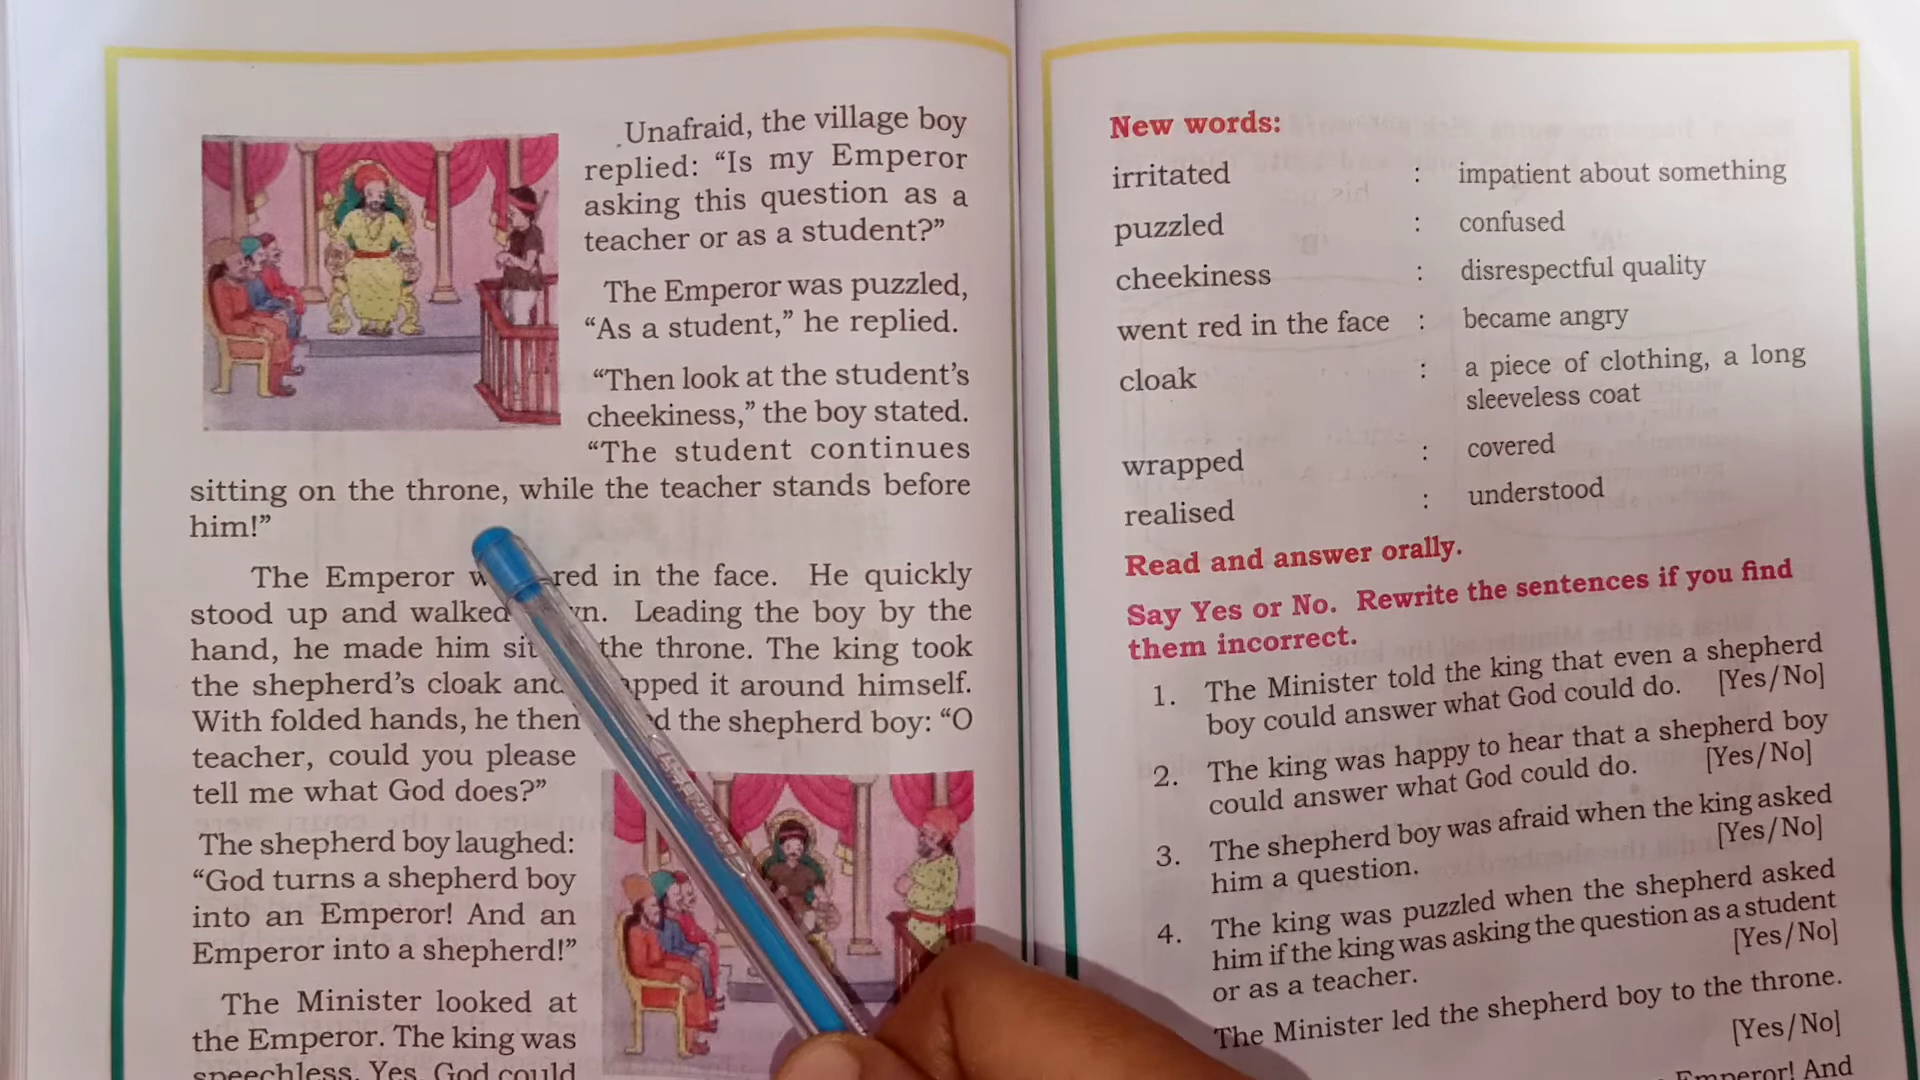 Unafraid, the village boy
replied: “Is my Emperor
asking this question as a
teacher or as a student?”
The Emperor was puzzled,
“As a student,” he replied.
“Then look at the student’s
cheekiness,” the boy stated.
“The student continues
sitting on the throne, while the teacher stands before
him!”
The Emperor red in the face. He quickly
stood up and walked Leading the boy by the
hand, he made him sit the throne. The king took
the shepherd’s cloak it around himself.
With folded hands, he then the shepherd boy: “O
teacher, could you please
tell me what God does?”
The shepherd boy laughed:
“God turns a shepherd boy
into an Emperor! And an
Emperor into a shepherd!”
The Minister looked at
the Emperor. The king was
speechless. Yes, God could
New words:
irritated : impatient about something
puzzled : confused
cheekiness : disrespectful quality
went red in the face : became angry
cloak : a piece of clothing, a long
sleeveless coat
wrapped : covered
realised : understood
Read and answer orally.
Say Yes or No. Rewrite the sentences if you find
them incorrect.
1. The Minister told the king that even a shepherd
boy could answer what God could do. [Yes/No]
2. The king was happy to hear that a shepherd boy
could answer what God could do. [Yes/No]
3. The shepherd boy was afraid when the king asked
him a question. [Yes/No]
4. The king was puzzled when the shepherd asked
him if the king was asking the question as a student
or as a teacher. [Yes/No]
The Minister led the shepherd boy to the throne.
[Yes/No]
Emperor! And